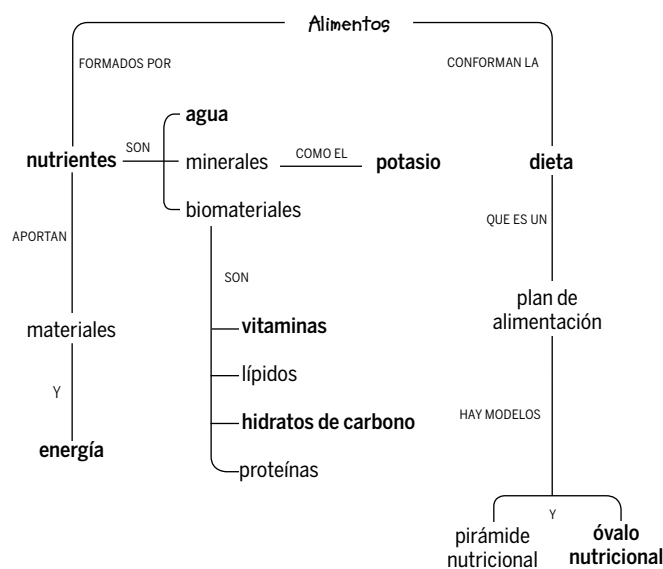 Alimentos
FORMADOS POR
CONFORMAN LA
nutrientes
SON
agua
minerales
COMO EL
potasio
biomateriales
dieta
APORTAN
QUE ES UN
SON
materiales
vitaminas
plan de
alimentación
lípidos
Y
HAY MODELOS
hidratos de carbono
energía
proteínas
Y
pirámide
nutricional
óvalo
nutricional